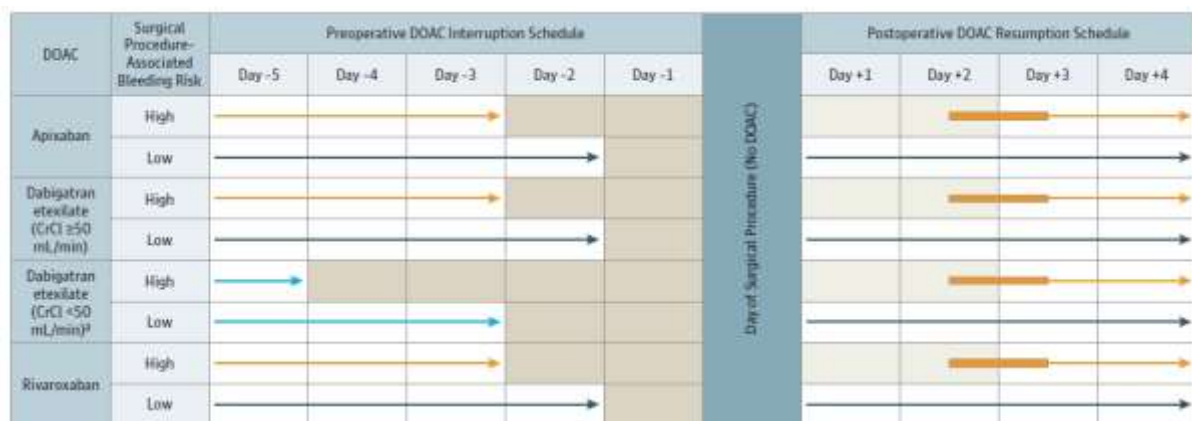 DOAC
Surgical
Procedure-
Associated
Bleeding Risk
Preoperative DOAC Interruption Schedule
Day -5
Day -4
Day -3
Day -2
Day -1
Day of Surgical Procedure (No DOAC)
Postoperative DOAC Resumption Schedule
Day +1
Day +2
Day +3
Day +4
Apixaban
High
Low
Dabigatran
etexilate
(CrCl ≥50
mL/min)
High
Low
Dabigatran
etexilate
(CrCl <50
mL/min)ª
High
Low
Rivaroxaban
High
Low